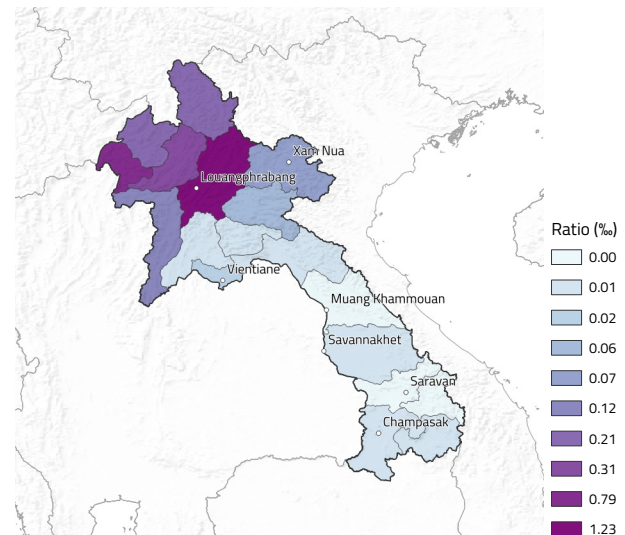 Xam Nua
Louangphrabang
Vientiane
Muang Khammouan
Savannakhet
Saravan
Champasak
Ratio (‰)
0.00
0.01
0.02
0.06
0.07
0.12
0.21
0.31
0.79
1.23